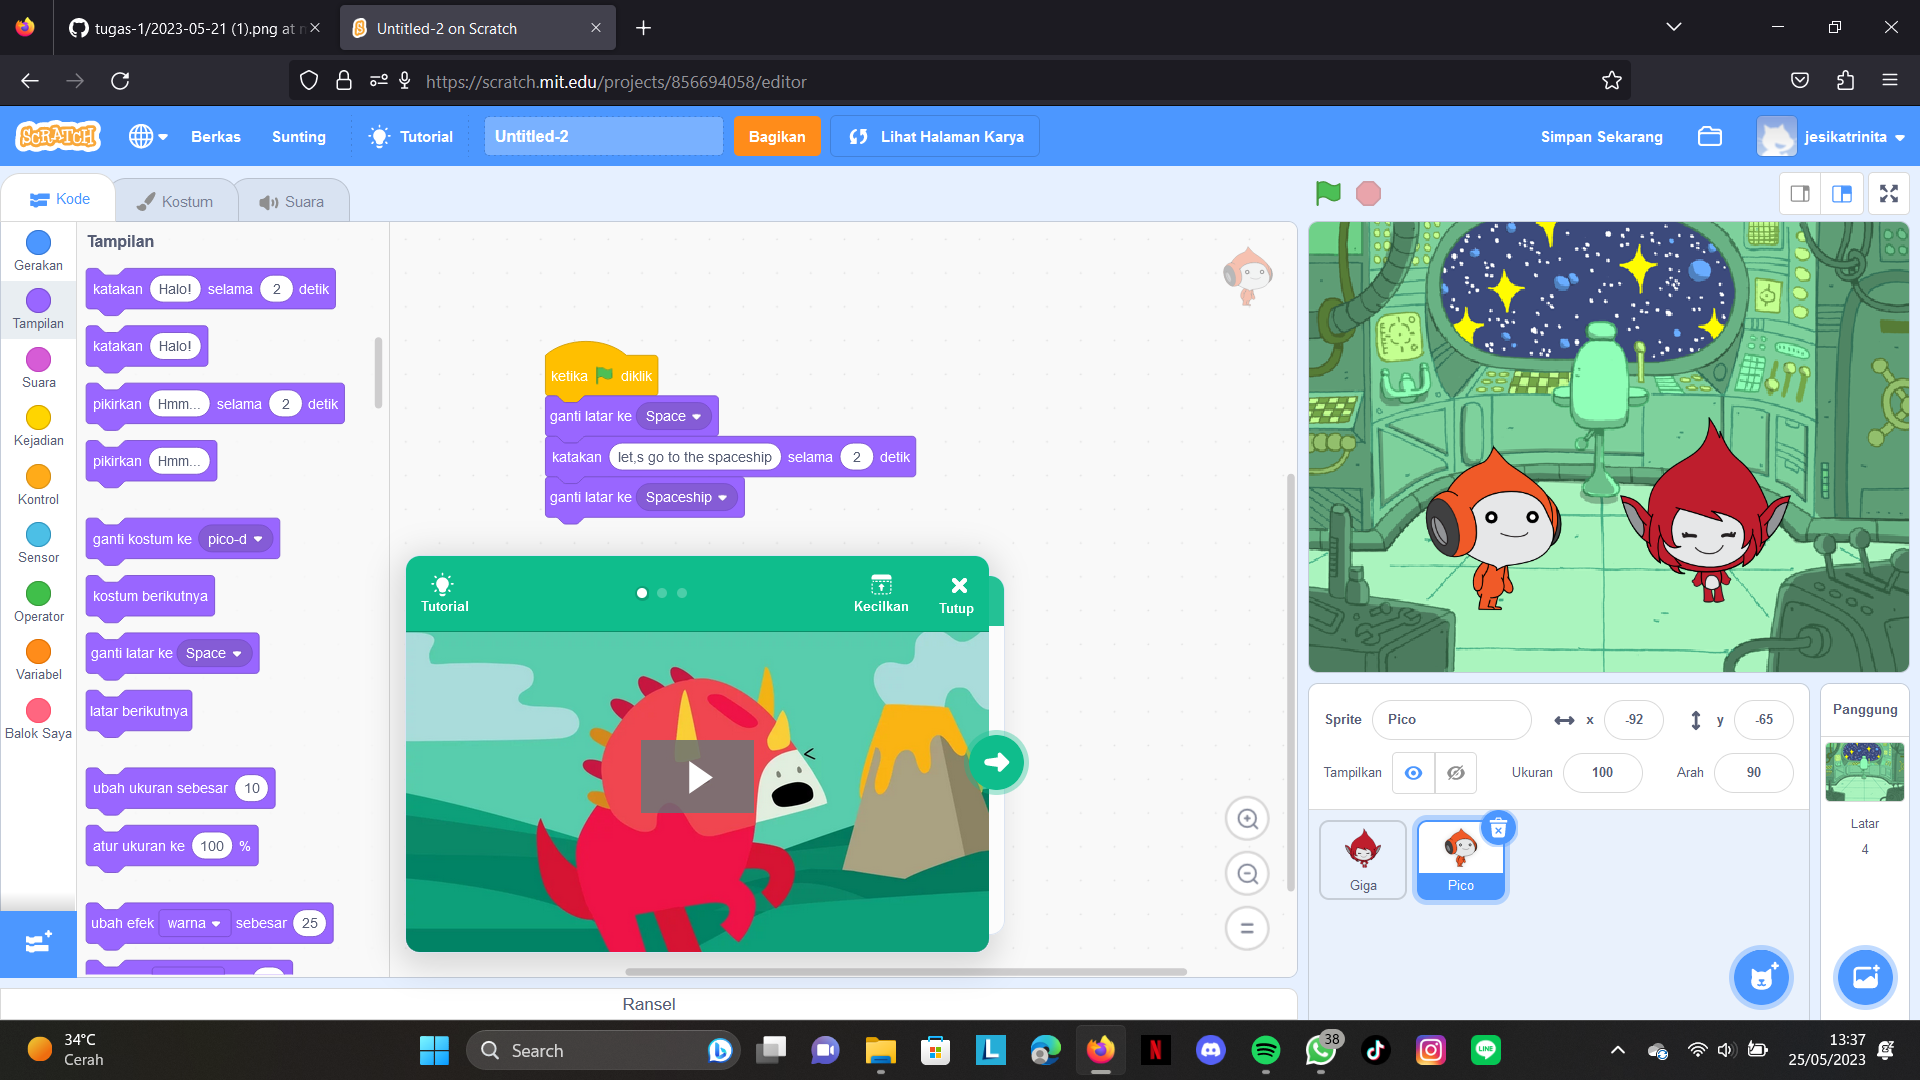 tugas-1/2023-05-21 (1).png at n
Untitled-2 on Scratch
https://scratch.mit.edu/projects/856694058/editor
SCRATCH
Berkas
Sunting
Tutorial
Untitled-2
Bagikan
Lihat Halaman Karya
Simpan Sekarang
jesikatrinita
Kode
Kostum
Suara
Gerakan
Tampilan
Suara
Kejadian
Kontrol
Sensor
Operator
Variabel
Balok Saya
Tampilan
katakan Halo! selama 2 detik
katakan Halo!
pikirkan Hmm... selama 2 detik
pikirkan Hmm...
ganti kostum ke pico-d
kostum berikutnya
ganti latar ke Space
latar berikutnya
ubah ukuran sebesar 10
atur ukuran ke 100 %
ubah efek warna sebesar 25
ketika diklik
ganti latar ke Space
katakan let,s go to the spaceship selama 2 detik
ganti latar ke Spaceship
Tutorial
Kecilkan
Tutup
Ransel
Sprite Pico x -92 y -65
Tampilkan Ukuran 100 Arah 90
Giga
Pico
Panggung
Latar
4
34°C
Cerah
Search
38
13:37
25/05/2023